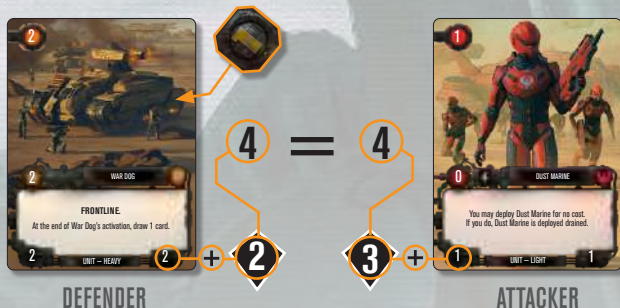 2
2
WAR DOG
FRONTLINE.
At the end of War Dog's activation, draw 1 card.
2
UNIT – HEAVY
2
+
2
DEFENDER
4 = 4
1
0
DUST MARINE
You may deploy Dust Marine for no cost.
If you do, Dust Marine is deployed drained.
3
+
1
UNIT – LIGHT
1
ATTACKER